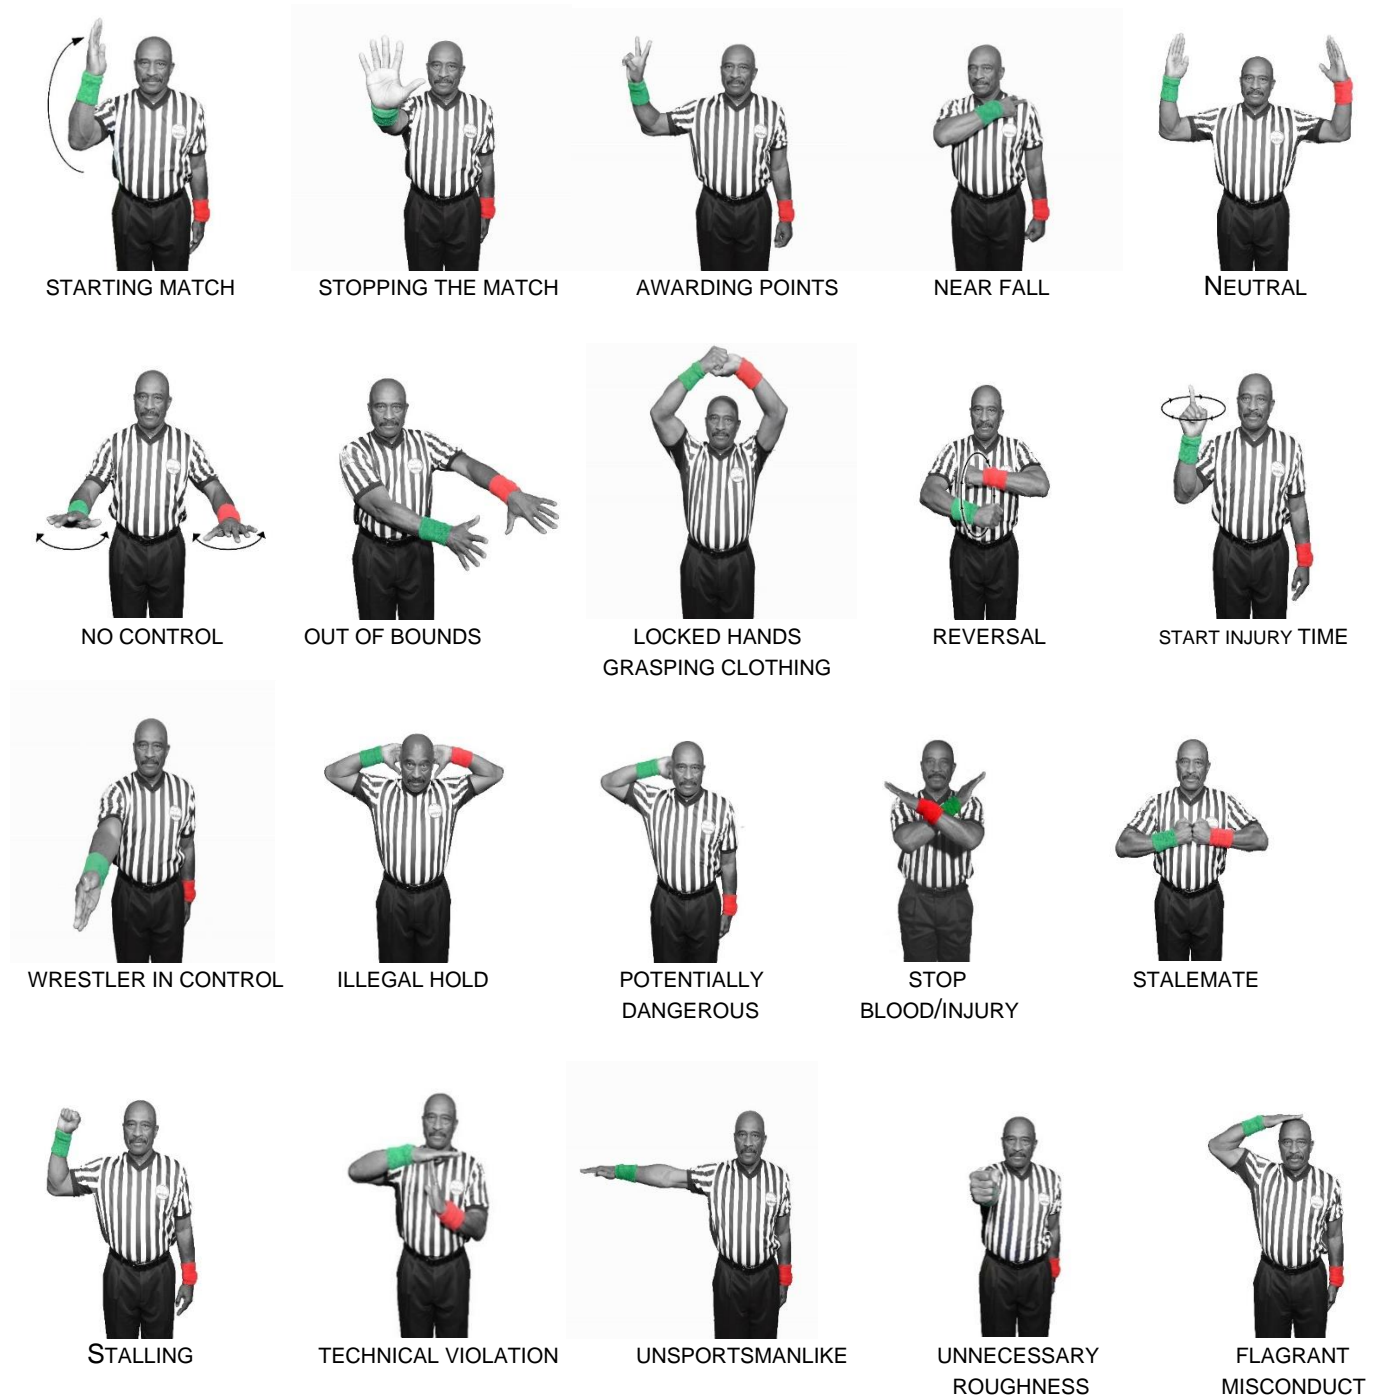 STARTING MATCH
STOPPING THE MATCH
AWARDING POINTS
NEAR FALL
NEUTRAL
NO CONTROL
OUT OF BOUNDS
LOCKED HANDS
GRASPING CLOTHING
REVERSAL
START INJURY TIME
WRESTLER IN CONTROL
ILLEGAL HOLD
POTENTIALLY
DANGEROUS
STOP
BLOOD/INJURY
STALEMATE
STALLING
TECHNICAL VIOLATION
UNSPORTSMANLIKE
UNNECESSARY
ROUGHNESS
FLAGRANT
MISCONDUCT